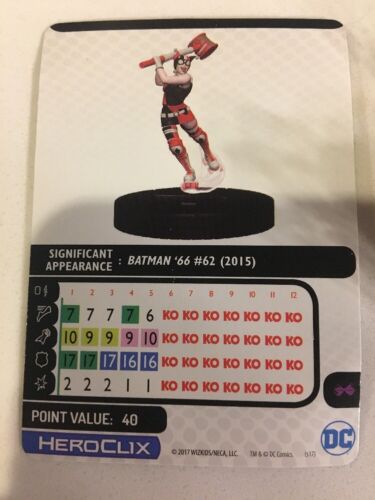 SIGNIFICANT
APPEARANCE : BATMAN ‘66 #62 (2015)
1 2 3 4 5 6 7 8 9 10 11 12
7 7 7 7 6 KO KO KO KO KO KO KO
10 9 9 9 10 KO KO KO KO KO KO KO
17 17 17 16 16 KO KO KO KO KO KO KO
2 2 2 1 1 KO KO KO KO KO KO KO
POINT VALUE: 40
HEROCLIX
© 2017 WIZKIDS/NECA, LLC. TM & © DC Comics (s17)
DC